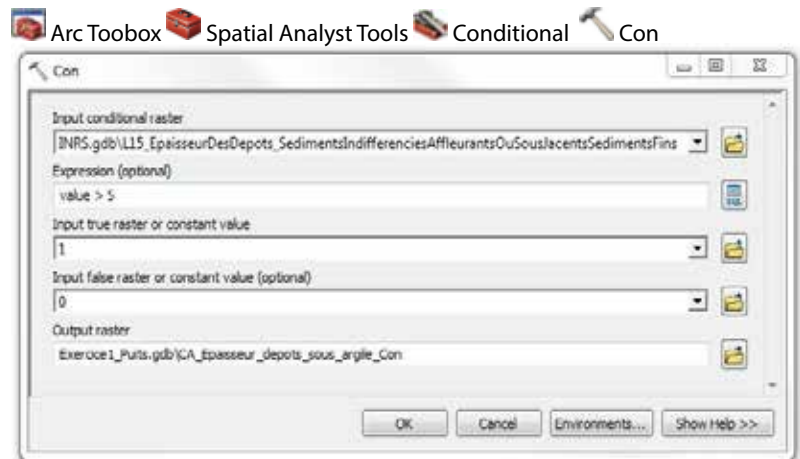 Arc Toobox Spatial Analyst Tools Conditional Con
Con
Input conditional raster
INRS.gdb\L15_EpaisseurDesDepots_SedimentsIndifferenciesAffleurantsOuSousJacentsSedimentsFins
Expression (optional)
value > 5
SQL
Input true raster or constant value
1
Input false raster or constant value (optional)
0
Output raster
Exercice1_Puits.gdb\CA_Epasseur_depots_sous_argile_Con
OK Cancel Environments... Show Help >>